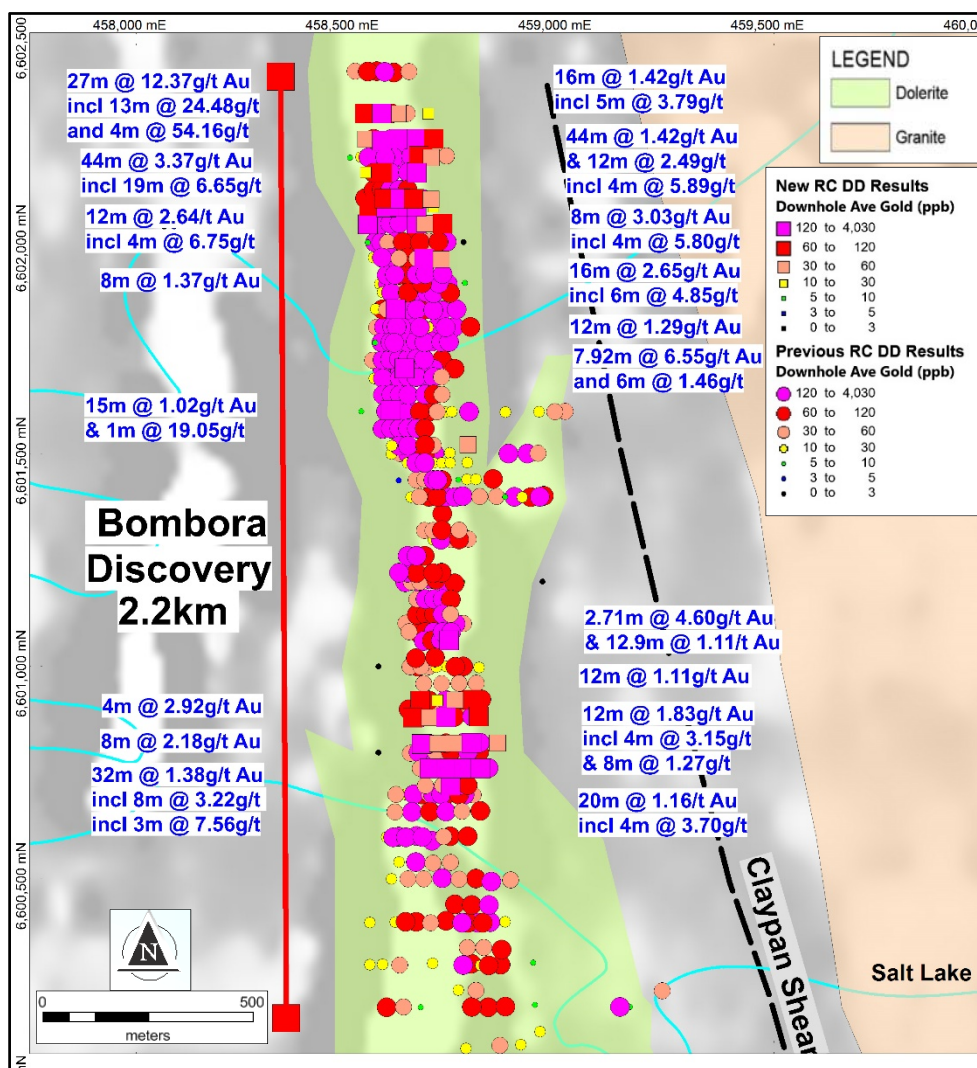 458,000 mE
458,500 mE
459,000 mE
459,500 mE
460,0
6,602,500
6,602,000 mN
6,601,500 mN
6,601,000 mN
6,600,500 mN
mN
27m @ 12.37g/t Au
incl 13m @ 24.48g/t
and 4m @ 54.16g/t
44m @ 3.37g/t Au
incl 19m @ 6.65g/t
12m @ 2.64/t Au
incl 4m @ 6.75g/t
8m @ 1.37g/t Au
15m @ 1.02g/t Au
& 1m @ 19.05g/t
Bombora
Discovery
2.2km
4m @ 2.92g/t Au
8m @ 2.18g/t Au
32m @ 1.38g/t Au
incl 8m @ 3.22g/t
incl 3m @ 7.56g/t
16m @ 1.42g/t Au
incl 5m @ 3.79g/t
44m @ 1.42g/t Au
& 12m @ 2.49g/t
incl 4m @ 5.89g/t
8m @ 3.03g/t Au
incl 4m @ 5.80g/t
16m @ 2.65g/t Au
incl 6m @ 4.85g/t
12m @ 1.29g/t Au
7.92m @ 6.55g/t Au
and 6m @ 1.46g/t
2.71m @ 4.60g/t Au
& 12.9m @ 1.11/t Au
12m @ 1.11g/t Au
12m @ 1.83g/t Au
incl 4m @ 3.15g/t
& 8m @ 1.27g/t
20m @ 1.16/t Au
incl 4m @ 3.70g/t
LEGEND
Dolerite
Granite
New RC DD Results
Downhole Ave Gold (ppb)
120 to 4,030
60 to 120
30 to 60
10 to 30
5 to 10
3 to 5
0 to 3
Previous RC DD Results
Downhole Ave Gold (ppb)
120 to 4,030
60 to 120
30 to 60
10 to 30
5 to 10
3 to 5
0 to 3
Claypan Shear
Salt Lake
N
0 500
meters